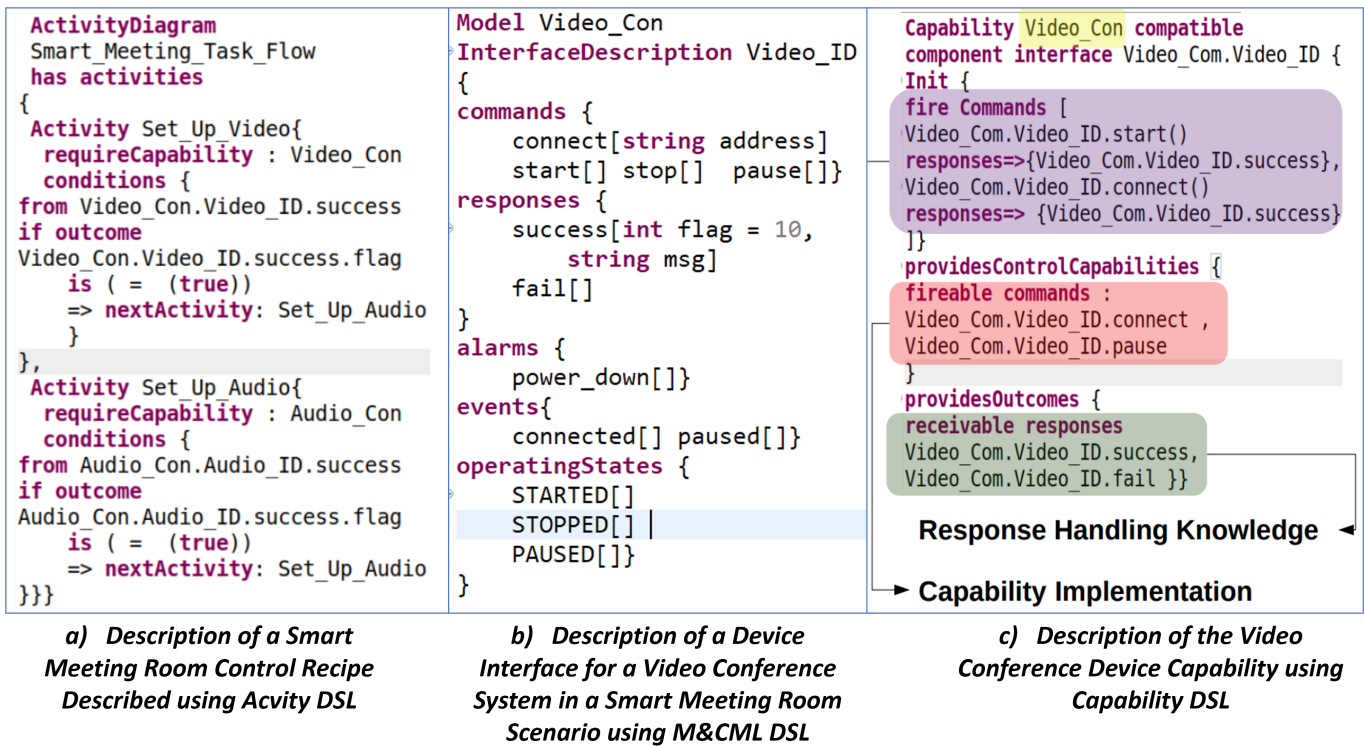 ActivityDiagram
Smart_Meeting_Task_Flow
has activities
{
Activity Set_Up_Video{
requireCapability : Video_Con
conditions {
from Video_Con.Video_ID.success
if outcome
Video_Con.Video_ID.success.flag
is ( =  (true))
=> nextActivity: Set_Up_Audio
}
},
Activity Set_Up_Audio{
requireCapability : Audio_Con
conditions {
from Audio_Con.Audio_ID.success
if outcome
Audio_Con.Audio_ID.success.flag
is ( =  (true))
=> nextActivity: Set_Up_Audio
}}}
a) Description of a Smart
Meeting Room Control Recipe
Described using Acvity DSL
Model Video_Con
InterfaceDescription Video_ID
{
commands {
connect[string address]
start[] stop[]  pause[]}
responses {
success[int flag = 10,
string msg]
fail[]
}
alarms {
power_down[]}
events{
connected[] paused[]}
operatingStates {
STARTED[]
STOPPED[]
PAUSED[]}
}
b) Description of a Device
Interface for a Video Conference
System in a Smart Meeting Room
Scenario using M&CML DSL
Capability Video_Con compatible
component interface Video_Com.Video_ID {
Init {
fire Commands [
Video_Com.Video_ID.start()
responses=>{Video_Com.Video_ID.success},
Video_Com.Video_ID.connect()
responses=> {Video_Com.Video_ID.success}
]}
providesControlCapabilities {
fireable commands :
Video_Com.Video_ID.connect ,
Video_Com.Video_ID.pause
}
providesOutcomes {
receivable responses
Video_Com.Video_ID.success,
Video_Com.Video_ID.fail }}
Response Handling Knowledge
Capability Implementation
c) Description of the Video
Conference Device Capability using
Capability DSL